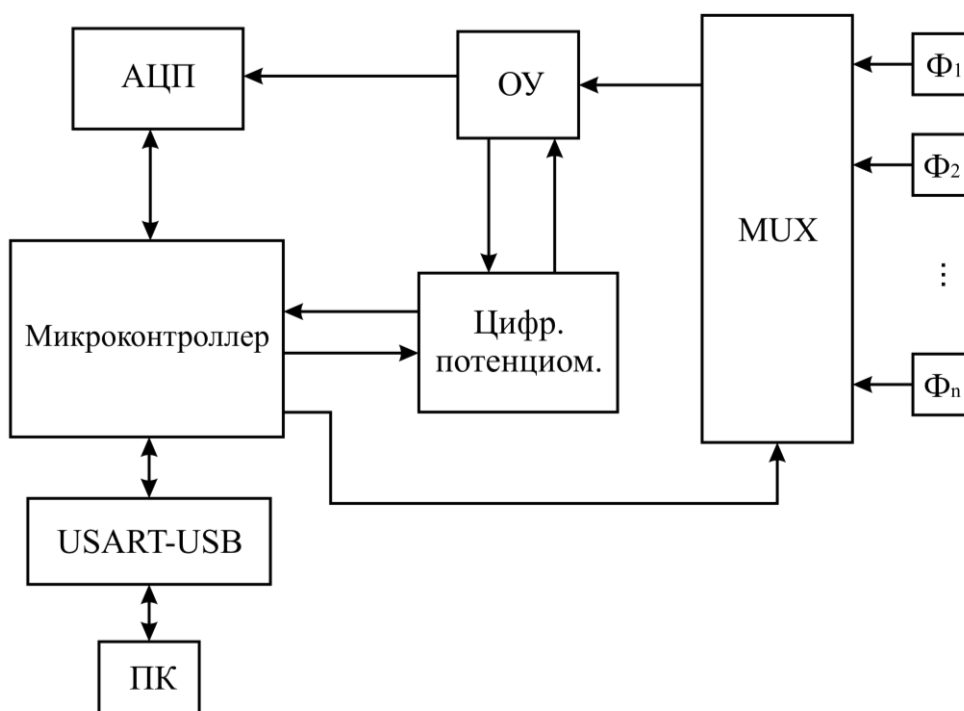 АЦП
ОУ
MUX
Ф1
Ф2
...
Фn
Микроконтроллер
Цифр.
потенциом.
USART-USB
ПК